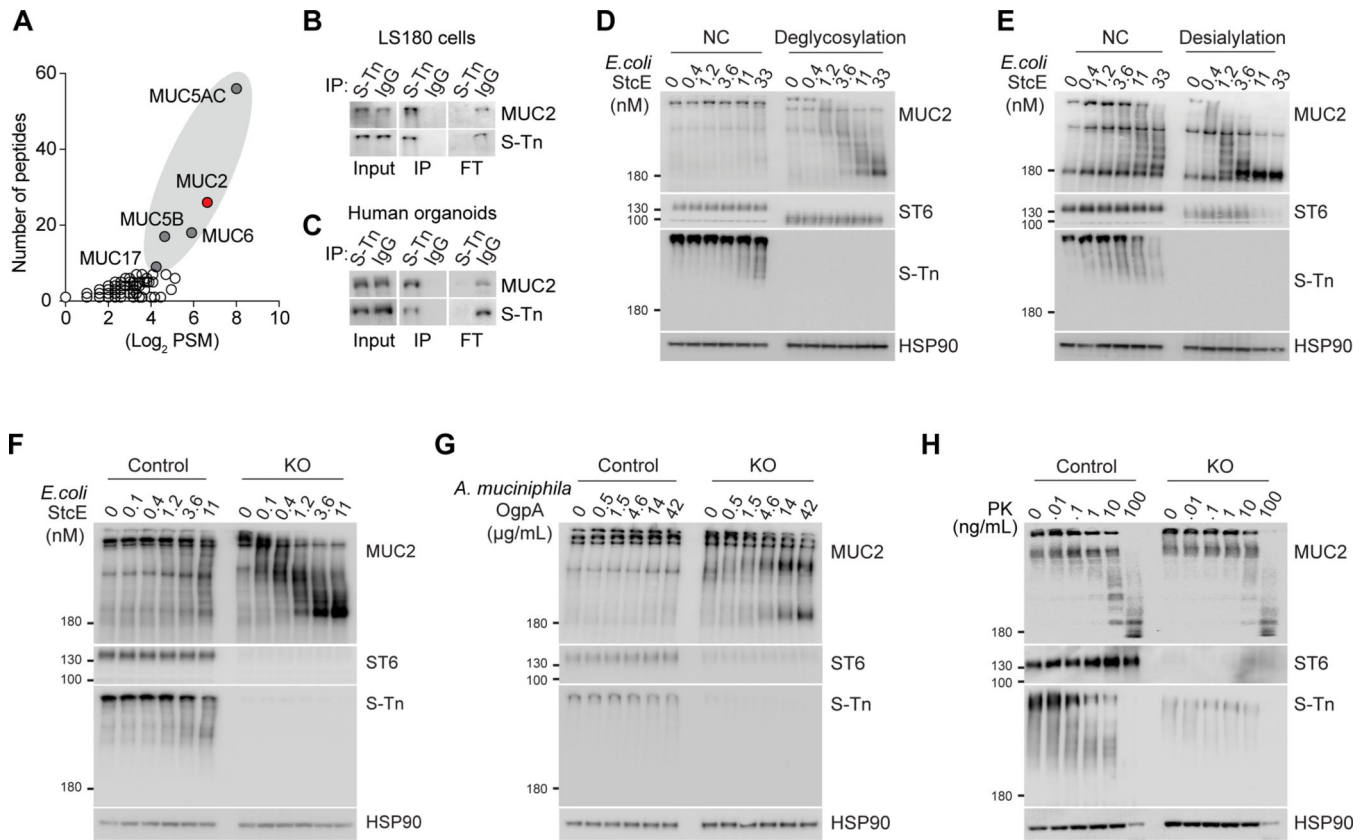 A
Number of peptides
60
40
20
0
0 2 4 6 8 10
(Log2 PSM)
MUC5AC
MUC2
MUC5B
MUC6
MUC17
B
LS180 cells
IP: S-Tn IgG S-Tn IgG S-Tn IgG
MUC2
S-Tn
Input IP FT
C
Human organoids
IP: S-Tn IgG S-Tn IgG S-Tn IgG
MUC2
S-Tn
Input IP FT
D
NC Deglycosylation
E.coli
StcE
(nM)
0 0.4 1.2 3.6 11 33 0 0.4 1.2 3.6 11 33
MUC2
180
ST6
130
100
S-Tn
180
HSP90
E
NC Desialylation
E.coli
StcE
(nM)
0 0.4 1.2 3.6 11 33 0 0.4 1.2 3.6 11 33
MUC2
180
ST6
130
100
S-Tn
180
HSP90
F
Control KO
E.coli
StcE
(nM)
0 0.1 0.4 1.2 3.6 11 0 0.1 0.4 1.2 3.6 11
MUC2
180
ST6
130
100
S-Tn
180
HSP90
G
Control KO
A. muciniphila
OgpA
(µg/mL)
0 0.5 1.5 4.6 14 42 0 0.5 1.5 4.6 14 42
MUC2
180
ST6
130
100
S-Tn
180
HSP90
H
Control KO
PK
(ng/mL)
0 .01 .1 1 10 100 0 .01 .1 1 10 100
MUC2
180
ST6
130
100
S-Tn
180
HSP90